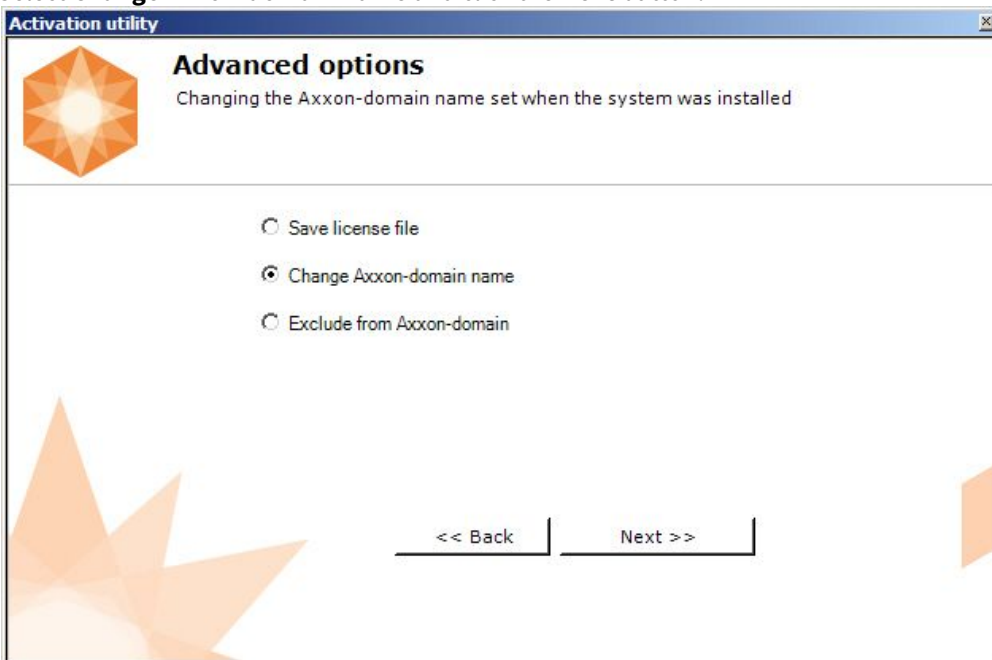 Activation utility
Advanced options
Changing the Axxon-domain name set when the system was installed
Save license file
Change Axxon-domain name
Exclude from Axxon-domain
<< Back
Next >>